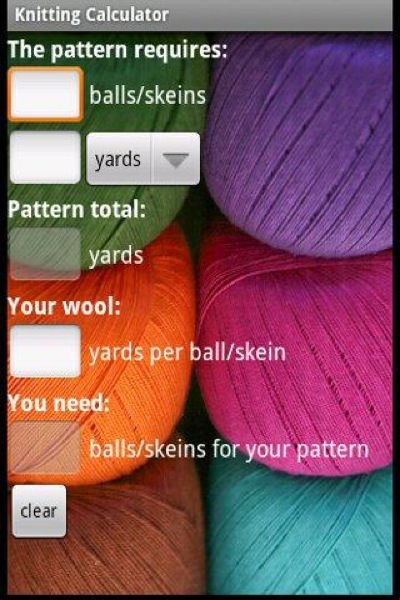 Knitting Calculator
The pattern requires:
balls/skeins
yards
Pattern total:
yards
Your wool:
yards per ball/skein
You need:
balls/skeins for your pattern
clear